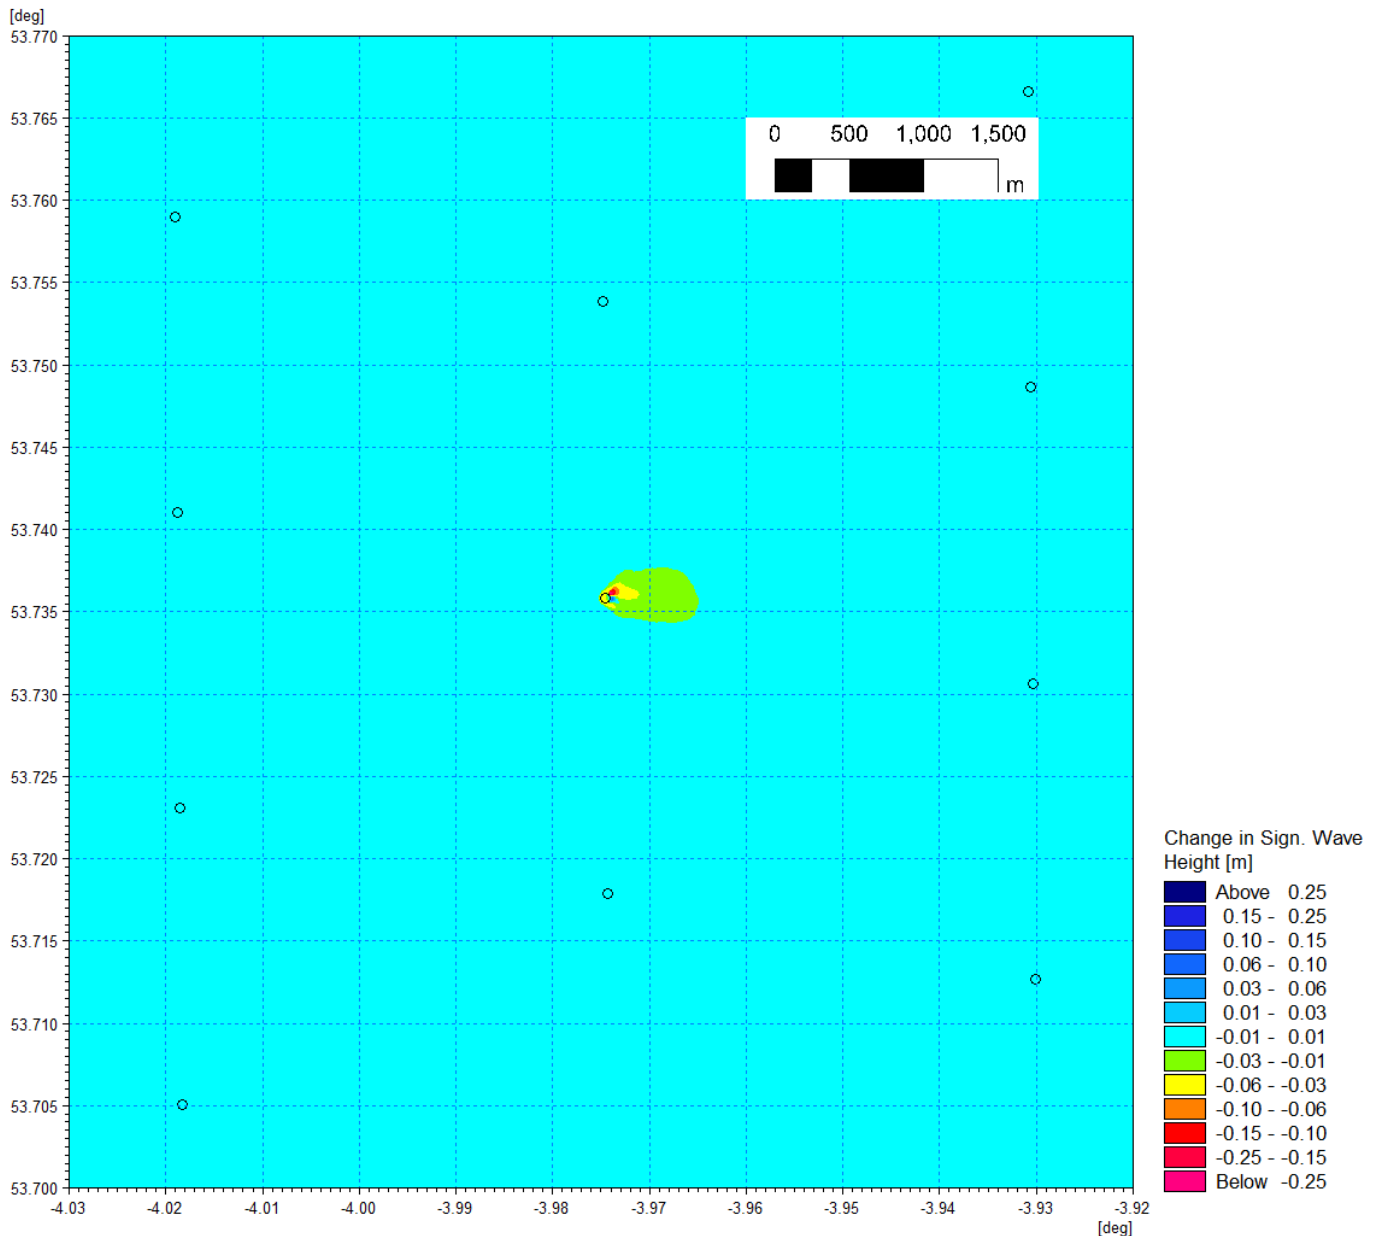 [deg]
53.770
53.765
53.760
53.755
53.750
53.745
53.740
53.735
53.730
53.725
53.720
53.715
53.710
53.705
53.700
0 500 1,000 1,500
m
-4.03 -4.02 -4.01 -4.00 -3.99 -3.98 -3.97 -3.96 -3.95 -3.94 -3.93 -3.92
[deg]
Change in Sign. Wave
Height [m]
Above 0.25
0.15 - 0.25
0.10 - 0.15
0.06 - 0.10
0.03 - 0.06
0.01 - 0.03
-0.01 - 0.01
-0.03 - -0.01
-0.06 - -0.03
-0.10 - -0.06
-0.15 - -0.10
-0.25 - -0.15
Below -0.25